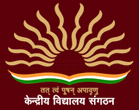 तत् त्वं पूषन् अपावृणु
केन्द्रीय विद्यालय संगठन